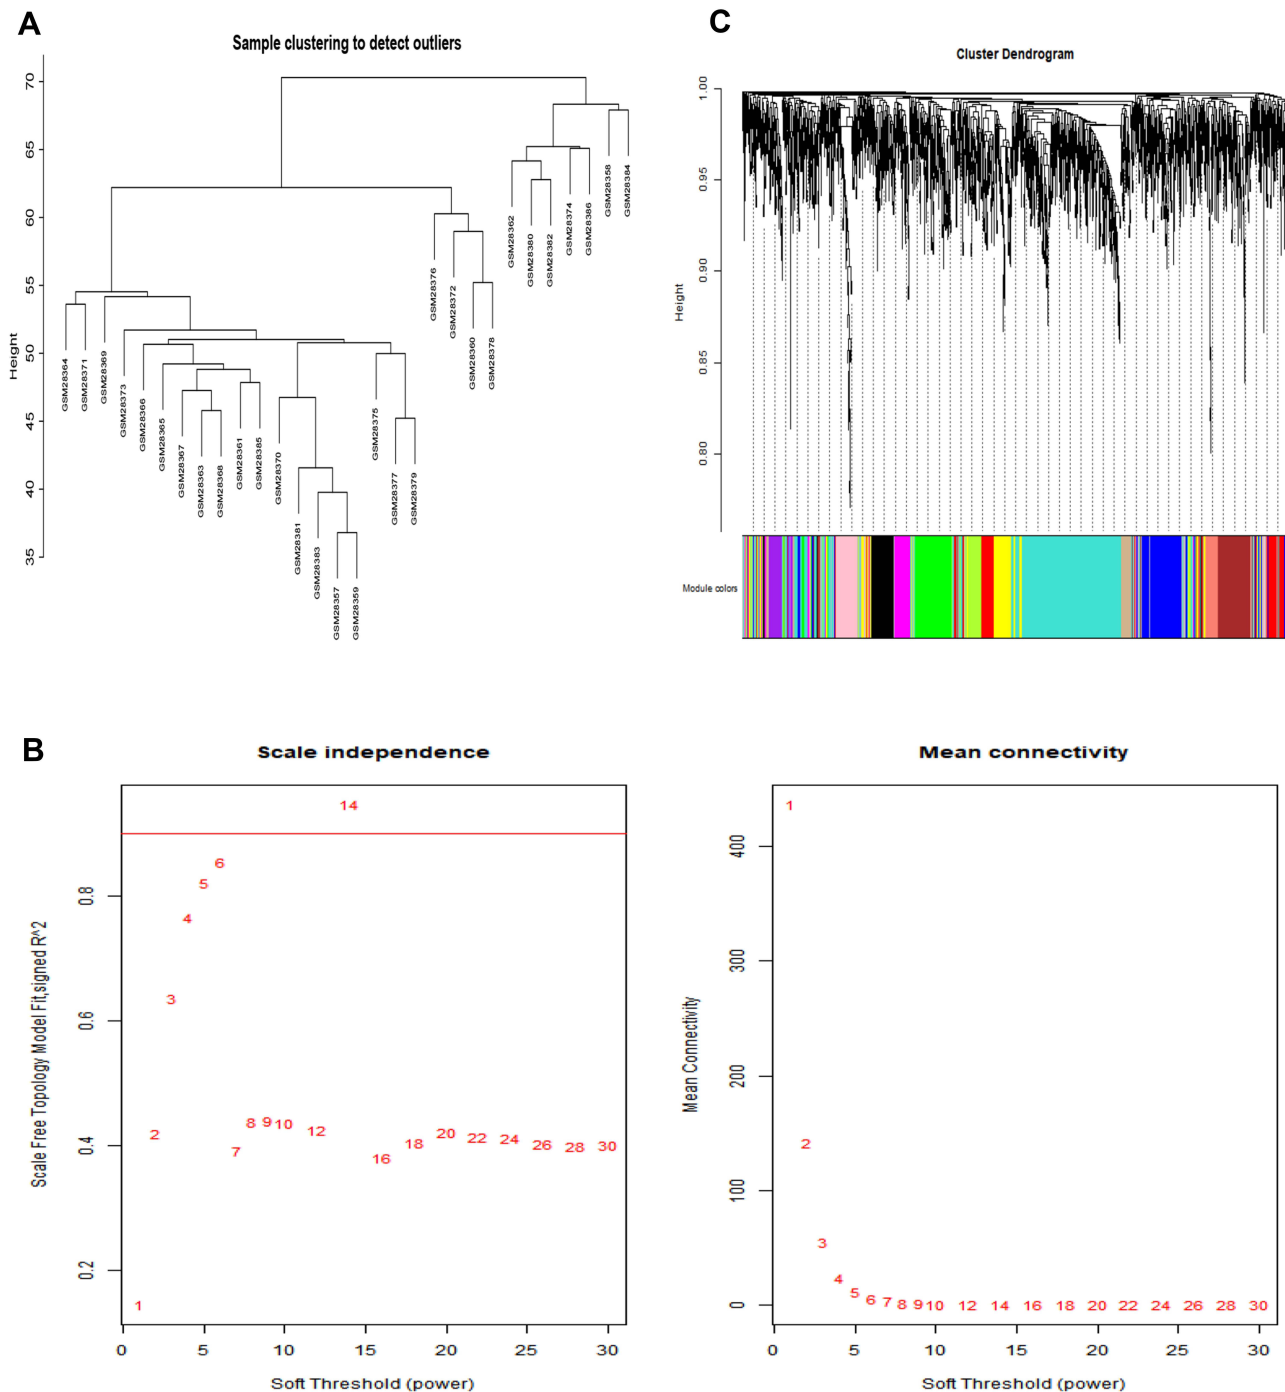 A
Sample clustering to detect outliers
Height
70
65
60
55
50
45
40
35
GSM28364
GSM28371
GSM28369
GSM28373
GSM28366
GSM28365
GSM28367
GSM28363
GSM28368
GSM28361
GSM28385
GSM28370
GSM28381
GSM28383
GSM28357
GSM28359
GSM28375
GSM28377
GSM28379
GSM28376
GSM28372
GSM28360
GSM28378
GSM28362
GSM28380
GSM28382
GSM28374
GSM28386
GSM28358
GSM28384
C
Cluster Dendrogram
Height
1.00
0.95
0.90
0.85
0.80
Module colors
B
Scale independence
Scale Free Topology Model Fit,signed R^2
0.8
0.6
0.4
0.2
1
2
3
4
5
6
7
8
9
10
12
14
16
18
20
22
24
26
28
30
0 5 10 15 20 25 30
Soft Threshold (power)
Mean connectivity
Mean Connectivity
400
300
200
100
0
1
2
3
4
5
6
7
8
9
10
12
14
16
18
20
22
24
26
28
30
0 5 10 15 20 25 30
Soft Threshold (power)